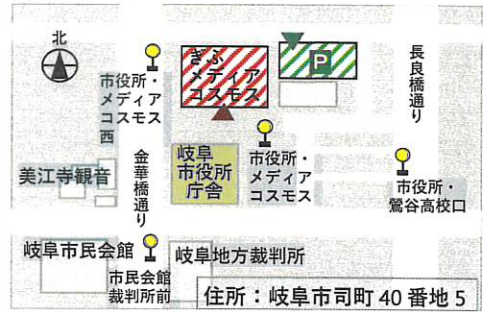 北
ぎふ
メディア
コスモス
P
長良橋通り
市役所・
メディア
コスモス
西
金華橋通り
美江寺観音
岐阜
市役所
庁舎
市役所・
メディア
コスモス
市役所・
鶯谷高校口
岐阜市民会館
市民会館
裁判所前
岐阜地方裁判所
住所：岐阜市司町 40 番地 5